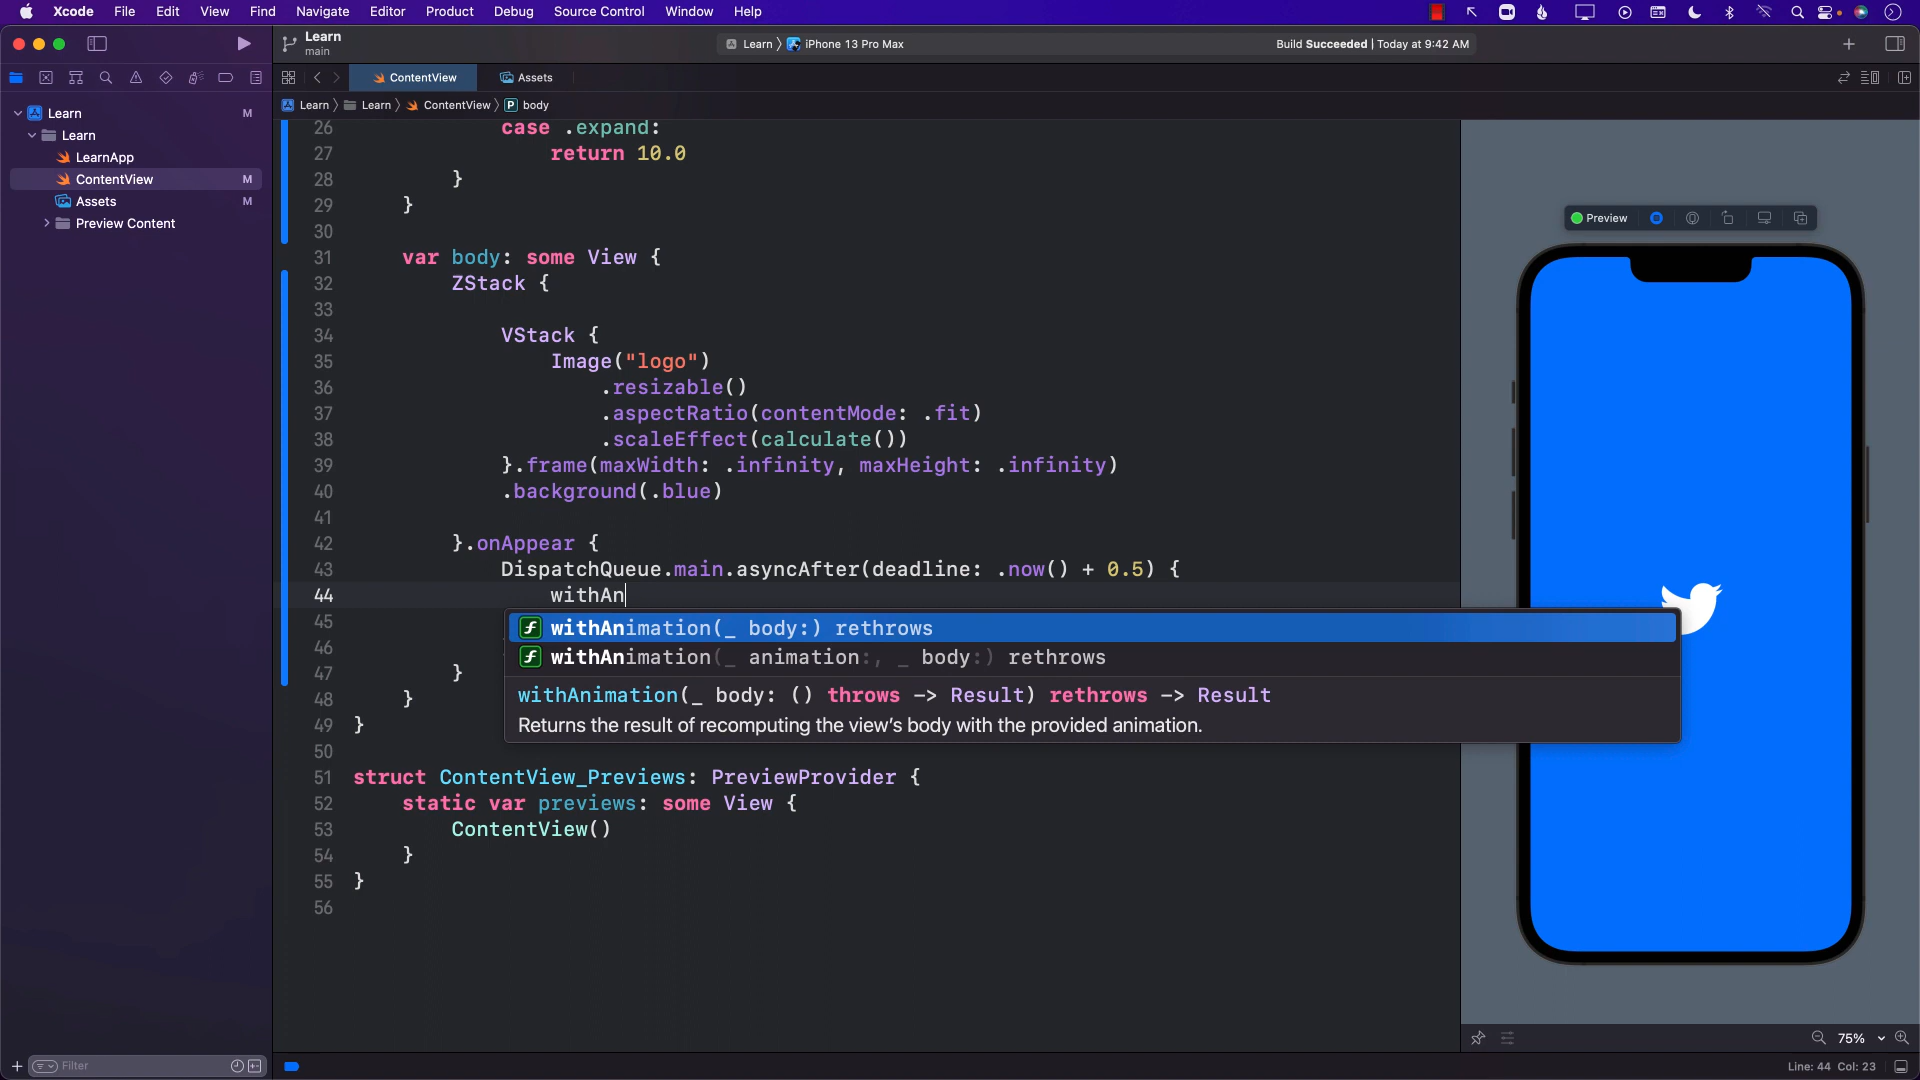 Xcode File Edit View Find Navigate Editor Product Debug Source Control Window Help
Learn
main
Learn iPhone 13 Pro Max
Build Succeeded | Today at 9:42 AM
ContentView
Assets
Learn M
Learn
LearnApp
ContentView M
Assets M
Preview Content
Learn Learn ContentView P body
26 case .expand:
27 return 10.0
28 }
29 }
30
31 var body: some View {
32 ZStack {
33
34 VStack {
35 Image("logo")
36 .resizable()
37 .aspectRatio(contentMode: .fit)
38 .scaleEffect(calculate())
39 }.frame(maxWidth: .infinity, maxHeight: .infinity)
40 .background(.blue)
41
42 }.onAppear {
43 DispatchQueue.main.asyncAfter(deadline: .now() + 0.5) {
44 withAn
45
46
47 }
48 }
49 }
50
51 struct ContentView_Previews: PreviewProvider {
52 static var previews: some View {
53 ContentView()
54 }
55 }
56
f withAnimation(_ body:) rethrows
f withAnimation(_ animation:, _ body:) rethrows
withAnimation(_ body: () throws -> Result) rethrows -> Result
Returns the result of recomputing the view’s body with the provided animation.
Preview
75%
Filter
Line: 44 Col: 23